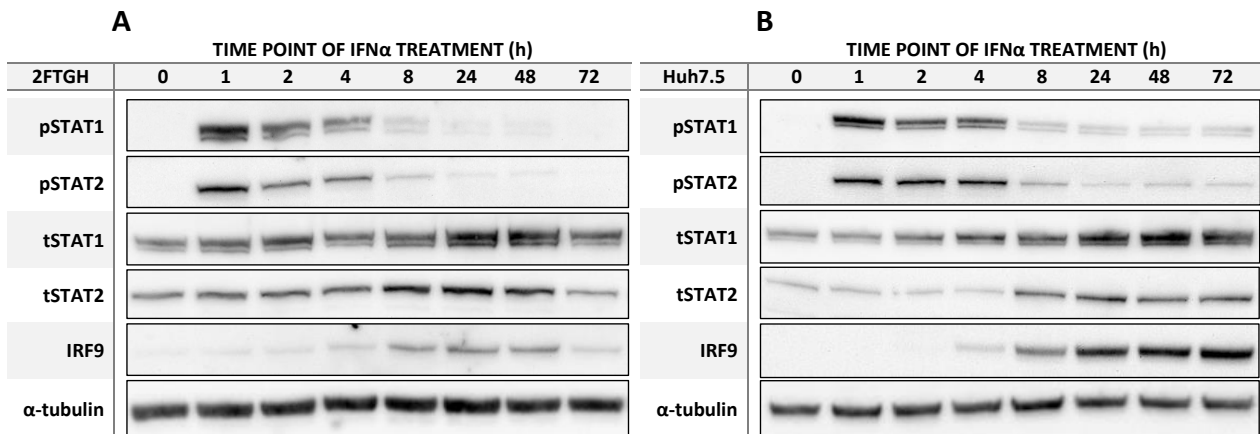 A
TIME POINT OF IFNα TREATMENT (h)
2FTGH 0 1 2 4 8 24 48 72
pSTAT1
pSTAT2
tSTAT1
tSTAT2
IRF9
α-tubulin
B
TIME POINT OF IFNα TREATMENT (h)
Huh7.5 0 1 2 4 8 24 48 72
pSTAT1
pSTAT2
tSTAT1
tSTAT2
IRF9
α-tubulin